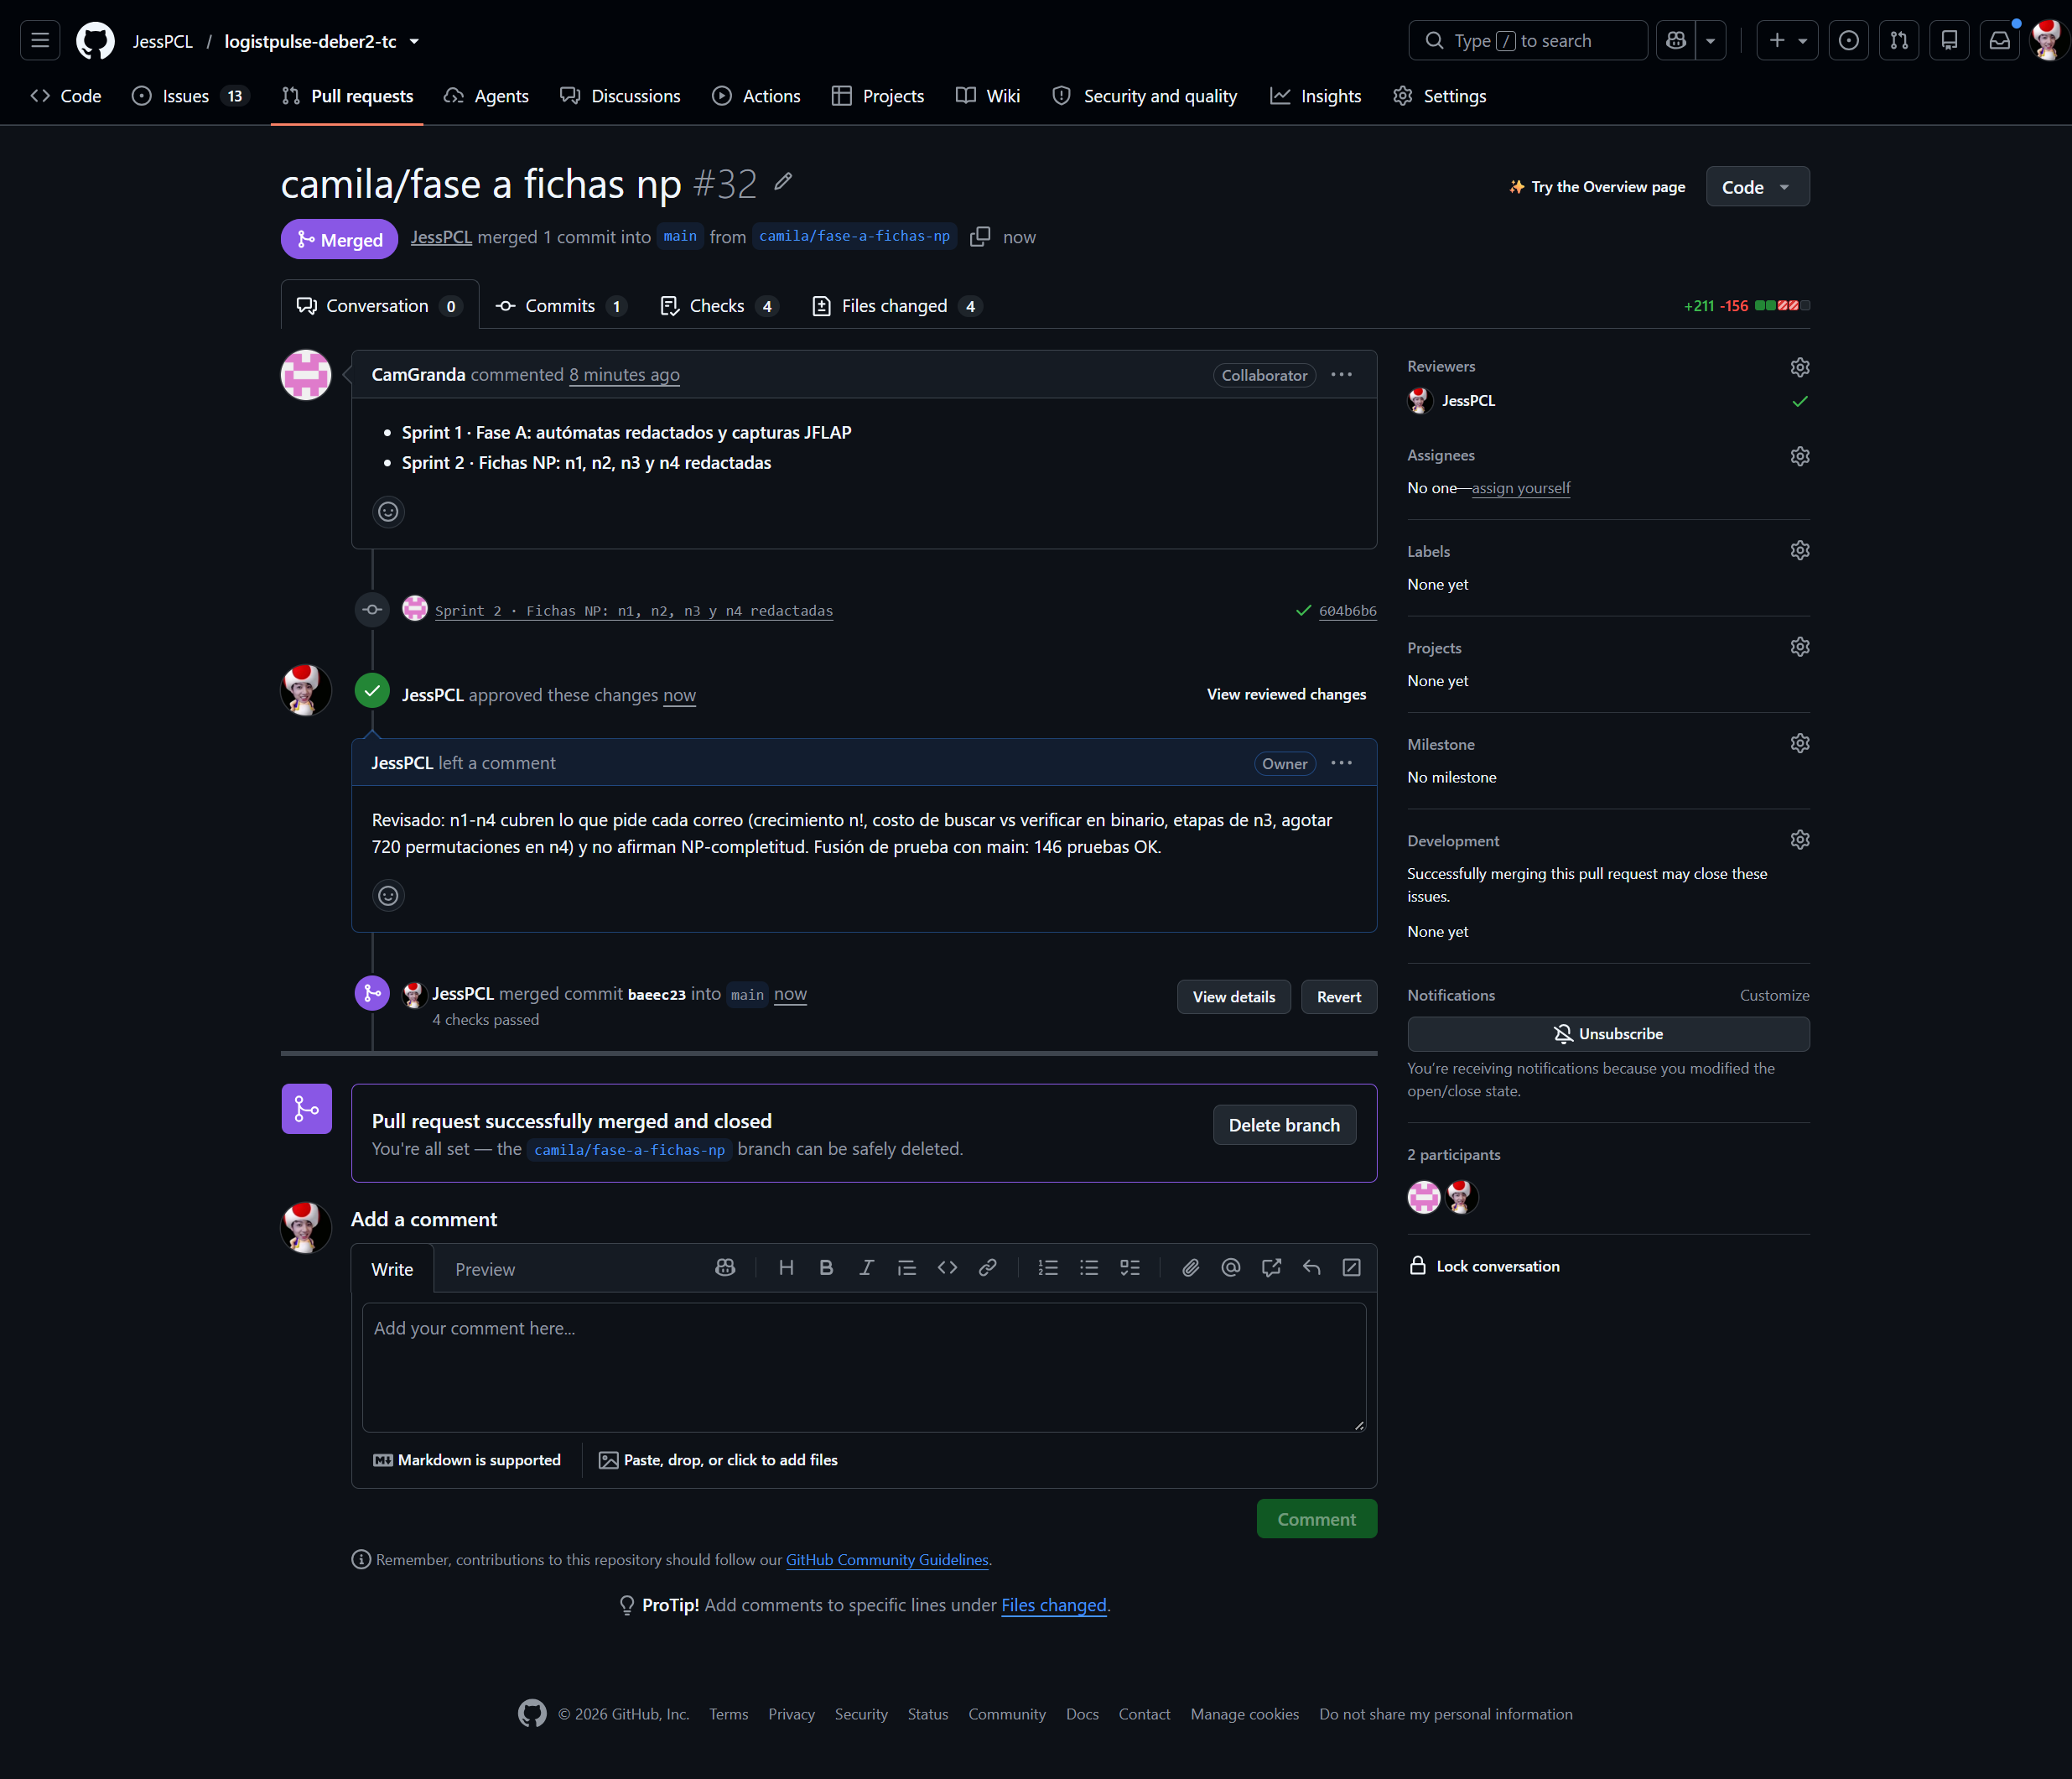 JessPCL / logistpulse-deber2-tc
Type / to search
Code
Issues 13
Pull requests
Agents
Discussions
Actions
Projects
Wiki
Security and quality
Insights
Settings
camila/fase a fichas np #32
Try the Overview page
Code
Merged
JessPCL merged 1 commit into main from camila/fase-a-fichas-np now
Conversation 0
Commits 1
Checks 4
Files changed 4
+211 -156
CamGranda commented 8 minutes ago
Collaborator
Sprint 1 · Fase A: autómatas redactados y capturas JFLAP
Sprint 2 · Fichas NP: n1, n2, n3 y n4 redactadas
Sprint 2 · Fichas NP: n1, n2, n3 y n4 redactadas
604b6b6
JessPCL approved these changes now
View reviewed changes
JessPCL left a comment
Owner
Revisado: n1-n4 cubren lo que pide cada correo (crecimiento n!, costo de buscar vs verificar en binario, etapas de n3, agotar
720 permutaciones en n4) y no afirman NP-completitud. Fusión de prueba con main: 146 pruebas OK.
JessPCL merged commit baeec23 into main now
4 checks passed
View details
Revert
Pull request successfully merged and closed
You're all set — the camila/fase-a-fichas-np branch can be safely deleted.
Delete branch
Add a comment
Write
Preview
Add your comment here...
Markdown is supported
Paste, drop, or click to add files
Comment
Remember, contributions to this repository should follow our GitHub Community Guidelines.
ProTip! Add comments to specific lines under Files changed.
Reviewers
JessPCL
Assignees
No one—assign yourself
Labels
None yet
Projects
None yet
Milestone
No milestone
Development
Successfully merging this pull request may close these
issues.
None yet
Notifications
Customize
Unsubscribe
You're receiving notifications because you modified the
open/close state.
2 participants
Lock conversation
© 2026 GitHub, Inc.
Terms
Privacy
Security
Status
Community
Docs
Contact
Manage cookies
Do not share my personal information